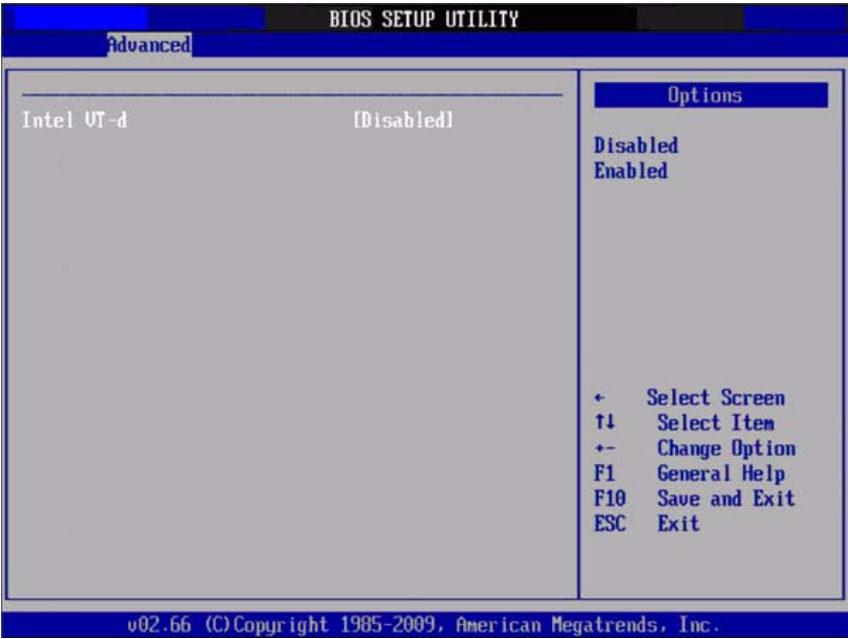 BIOS SETUP UTILITY
Advanced
Intel VT-d [Disabled]
Options
Disabled
Enabled
← Select Screen
↑↓ Select Item
+- Change Option
F1 General Help
F10 Save and Exit
ESC Exit
v02.66 (C)Copyright 1985-2009, American Megatrends, Inc.